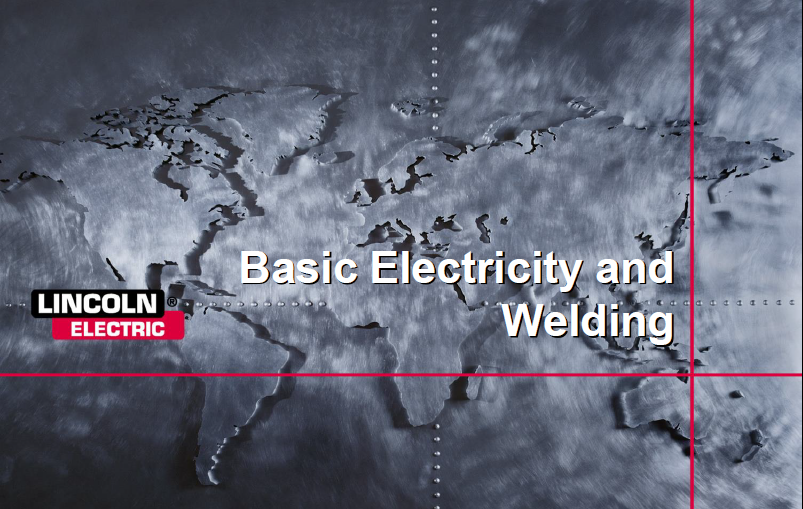 Basic Electricity and
Welding
LINCOLN ®
ELECTRIC